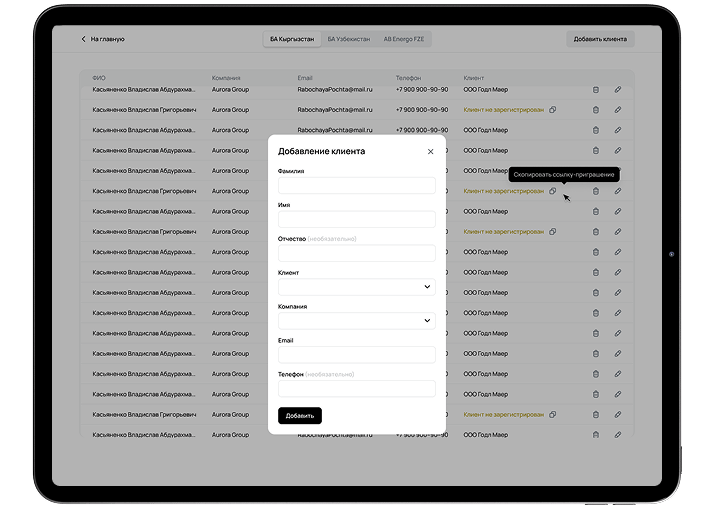 На главную
БА Кыргызстан
БА Узбекистан
AB Energo FZE
Добавить клиента
ФИО Компания Email Телефон Клиент
Касьяненко Владислав Абдурахма... Aurora Group RabochayaPochta@mail.ru +7 900 900-90-90 ООО Годл Маер
Касьяненко Владислав Григорьевич Aurora Group RabochayaPochta@mail.ru +7 900 900-90-90 Клиент не зарегистрирован
Касьяненко Владислав Абдурахма... Aurora Group RabochayaPochta@mail.ru +7 900 900-90-90 ООО Годл Маер
Касьяненко Владислав Абдурахма... Aurora Group ООО Годл Маер
Касьяненко Владислав Абдурахма... Aurora Group ООО Годл Маер
Скопировать ссылку-приграшение
Касьяненко Владислав Григорьевич Aurora Group Клиент не зарегистрирован
Касьяненко Владислав Абдурахма... Aurora Group ООО Годл Маер
Касьяненко Владислав Григорьевич Aurora Group Клиент не зарегистрирован
Касьяненко Владислав Абдурахма... Aurora Group ООО Годл Маер
Касьяненко Владислав Абдурахма... Aurora Group ООО Годл Маер
Касьяненко Владислав Абдурахма... Aurora Group ООО Годл Маер
Касьяненко Владислав Абдурахма... Aurora Group ООО Годл Маер
Касьяненко Владислав Абдурахма... Aurora Group ООО Годл Маер
Касьяненко Владислав Абдурахма... Aurora Group ООО Годл Маер
Касьяненко Владислав Абдурахма... Aurora Group ООО Годл Маер
Касьяненко Владислав Абдурахма... Aurora Group ООО Годл Маер
Касьяненко Владислав Григорьевич Aurora Group Клиент не зарегистрирован
Касьяненко Владислав Абдурахма... Aurora Group RabochayaPochta@mail.ru +7 900 900-90-90 ООО Годл Маер
Добавление клиента
Фамилия
Имя
Отчество (необязательно)
Клиент
Компания
Email
Телефон (необязательно)
Добавить